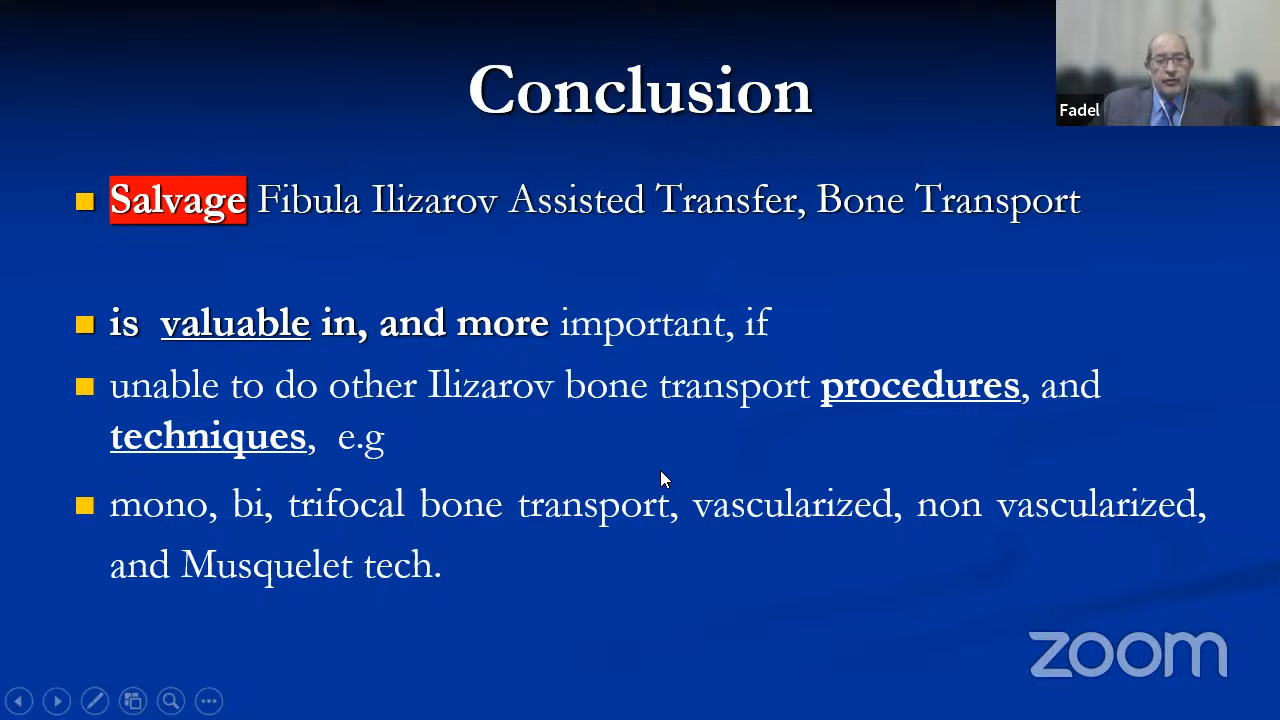 Conclusion
Fadel
Salvage Fibula Ilizarov Assisted Transfer, Bone Transport
is valuable in, and more important, if
unable to do other Ilizarov bone transport procedures, and
techniques, e.g
mono, bi, trifocal bone transport, vascularized, non vascularized,
and Musquelet tech.
zoom